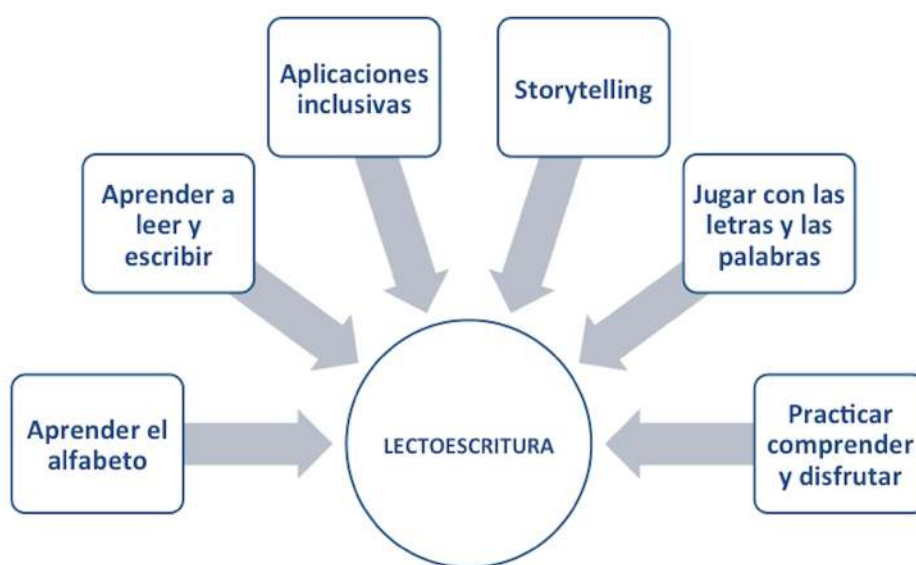 Aplicaciones
inclusivas
Storytelling
Aprender a
leer y
escribir
Jugar con las
letras y las
palabras
Aprender el
alfabeto
LECTOESCRITURA
Practicar
comprender
y disfrutar